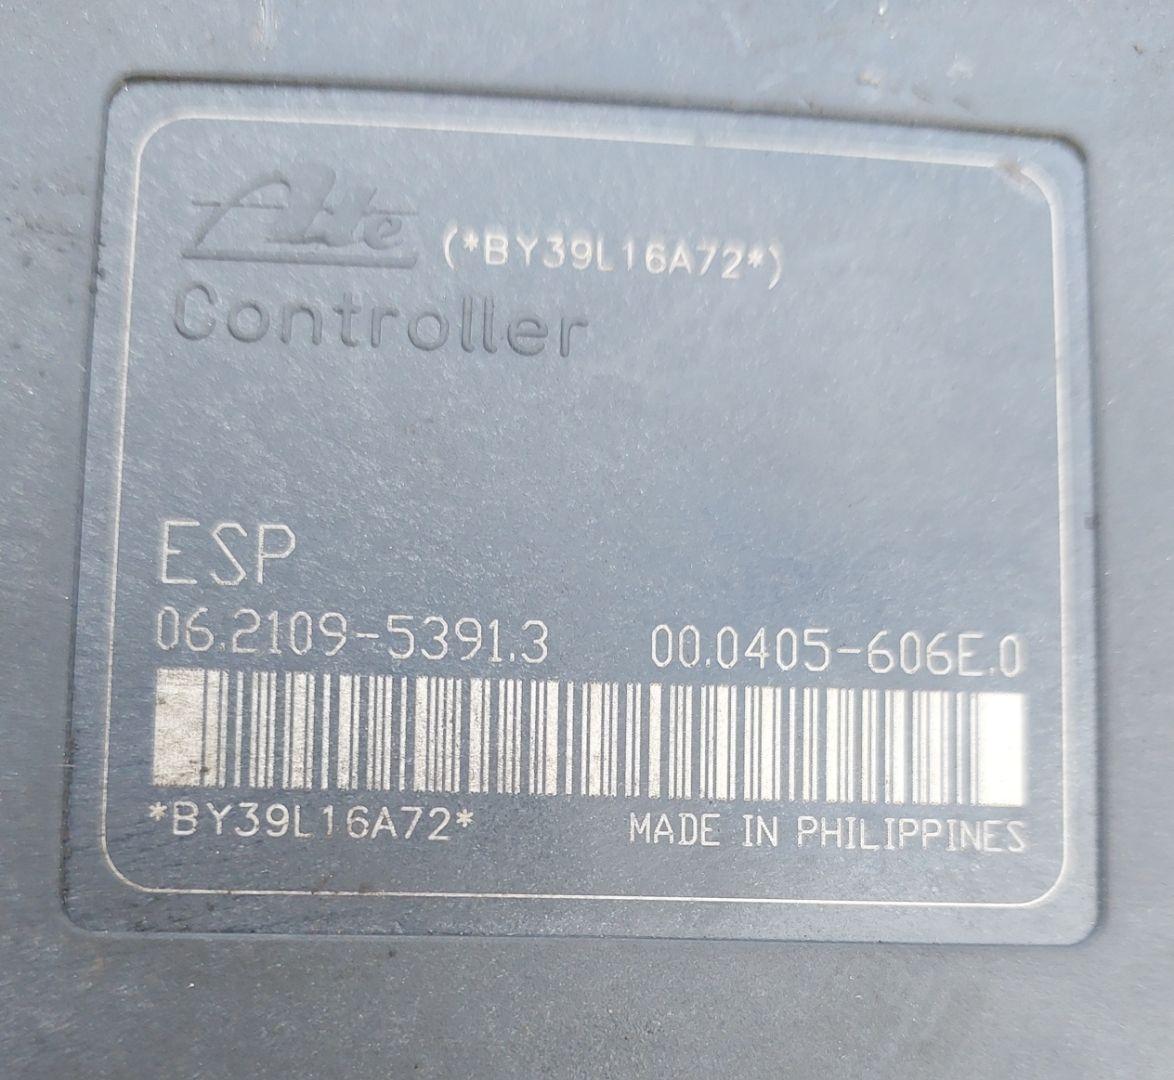 Ate (*BY39L16A72*)
Controller
ESP
06.2109-5391.3 00.0405-606E.0
*BY39L16A72* MADE IN PHILIPPINES